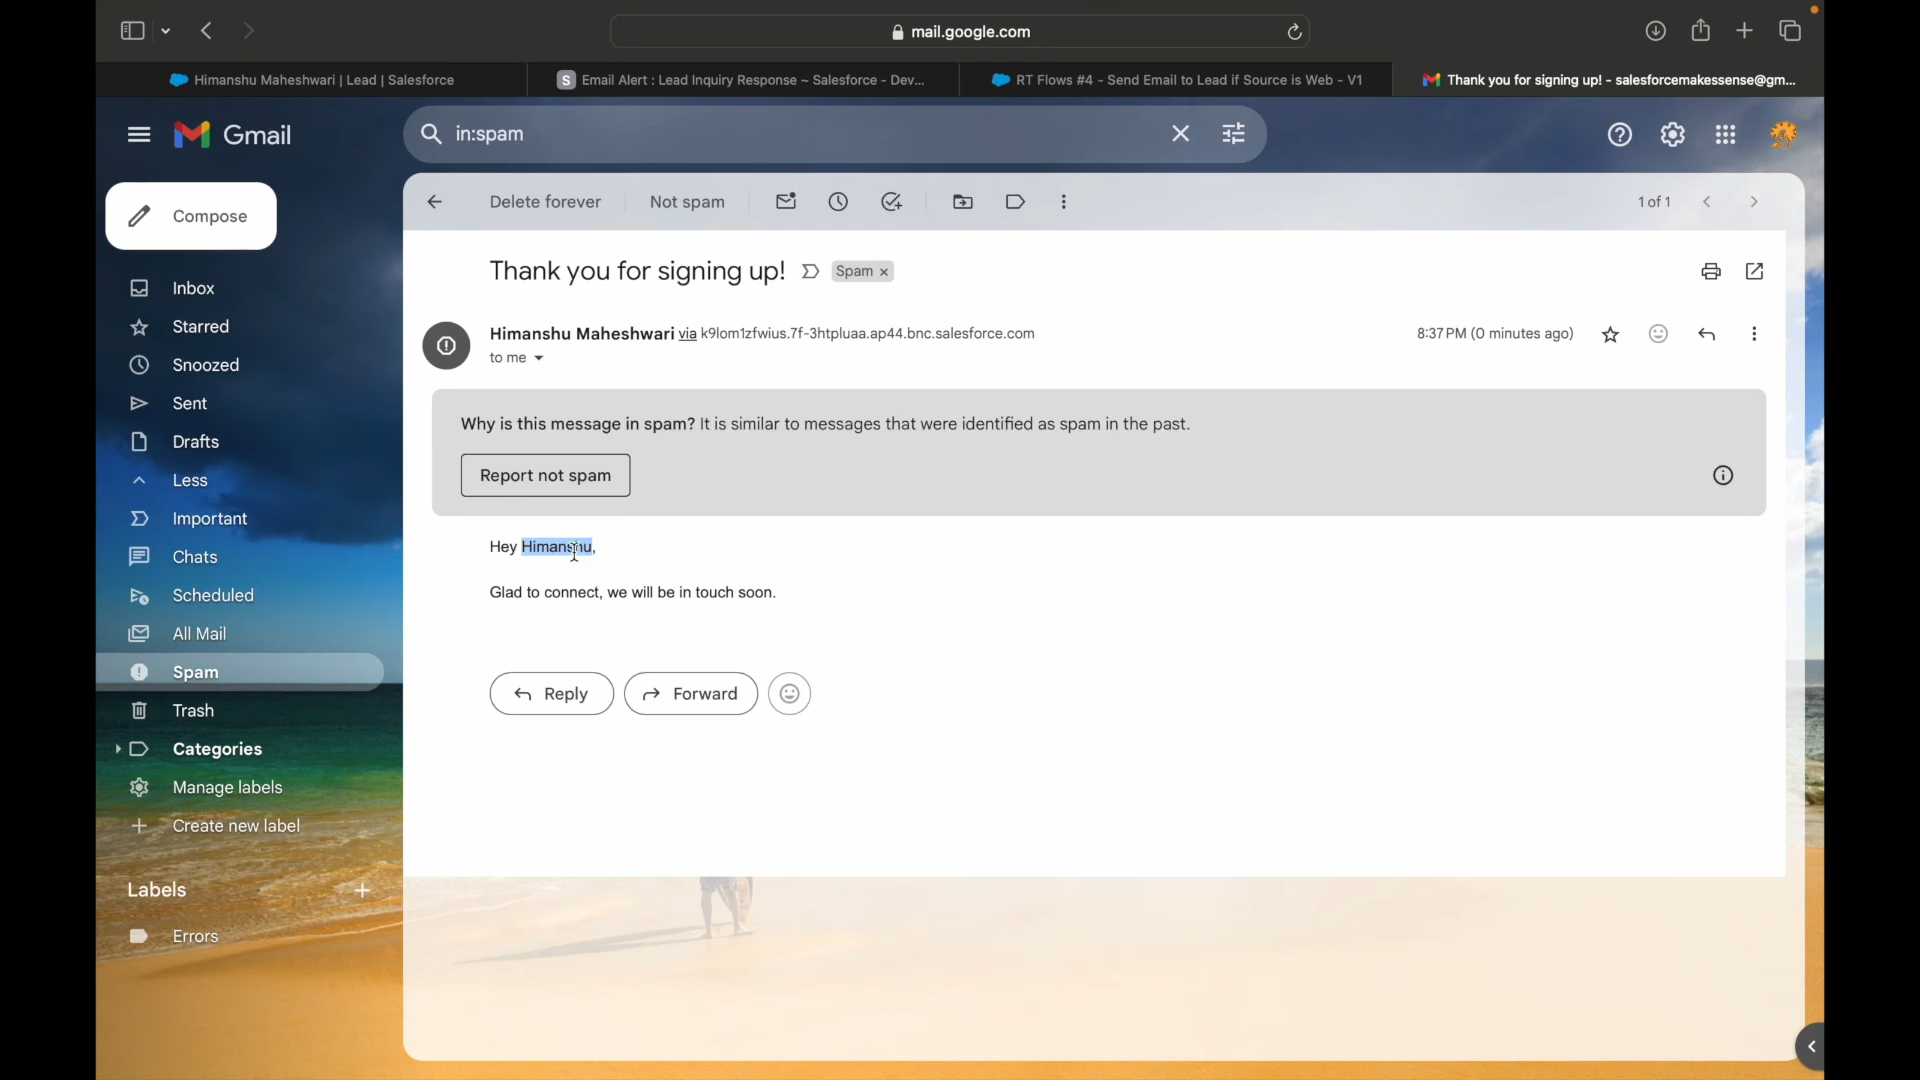 mail.google.com
Himanshu Maheshwari | Lead | Salesforce
S Email Alert : Lead Inquiry Response ~ Salesforce - Dev...
RT Flows #4 - Send Email to Lead if Source is Web - V1
Thank you for signing up! - salesforcemakessense@gm...
Gmail
in:spam
Compose
Delete forever
Not spam
1 of 1
Thank you for signing up!
Spam ×
Inbox
Starred
Himanshu Maheshwari via k9lom1zfwius.7f-3htpluaa.ap44.bnc.salesforce.com
8:37 PM (0 minutes ago)
to me
Snoozed
Sent
Why is this message in spam? It is similar to messages that were identified as spam in the past.
Drafts
Report not spam
Less
Important
Hey Himanshu,
Chats
Glad to connect, we will be in touch soon.
Scheduled
All Mail
Spam
Reply
Forward
Trash
Categories
Manage labels
Create new label
Labels
Errors